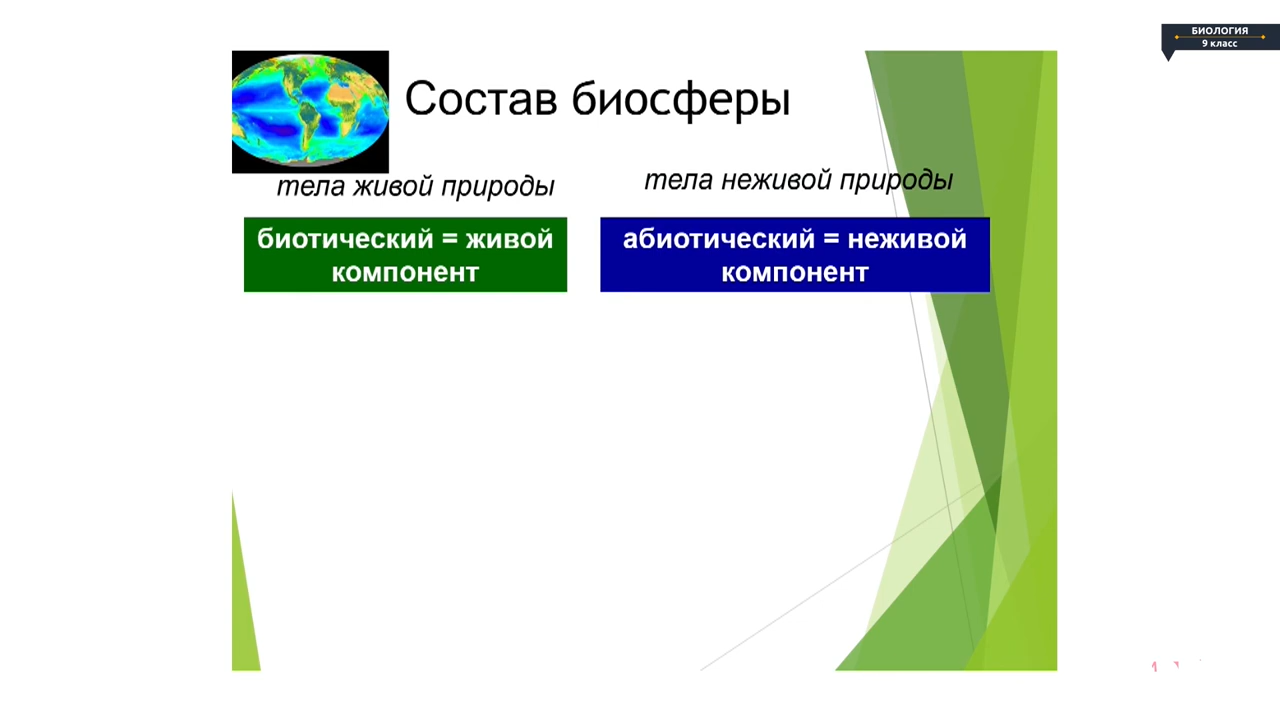 БИОЛОГИЯ
9 класс
Состав биосферы
тела живой природы
тела неживой природы
биотический = живой
компонент
абиотический = неживой
компонент